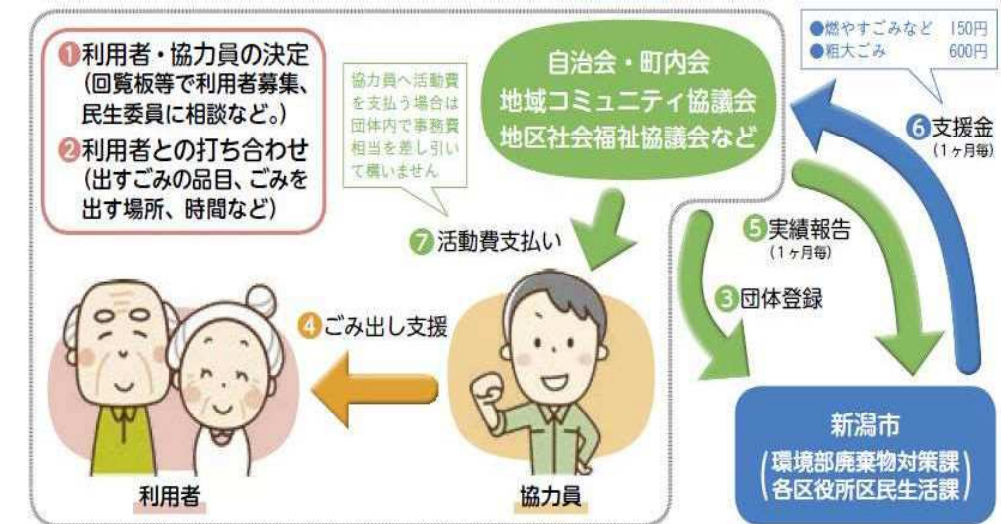 ❶利用者・協力員の決定
(回覧板等で利用者募集、
民生委員に相談など。)
❷利用者との打ち合わせ
(出すごみの品目、ごみを
出す場所、時間など)
協力員へ活動費
を支払う場合は
団体内で事務費
相当を差し引い
て構いません
自治会・町内会
地域コミュニティ協議会
地区社会福祉協議会など
●燃やすごみなど 150円
●粗大ごみ 600円
❻支援金
(1ヶ月毎)
❺実績報告
(1ヶ月毎)
❸団体登録
❼活動費支払い
❹ごみ出し支援
利用者
協力員
新潟市
(環境部廃棄物対策課
各区役所区民生活課)